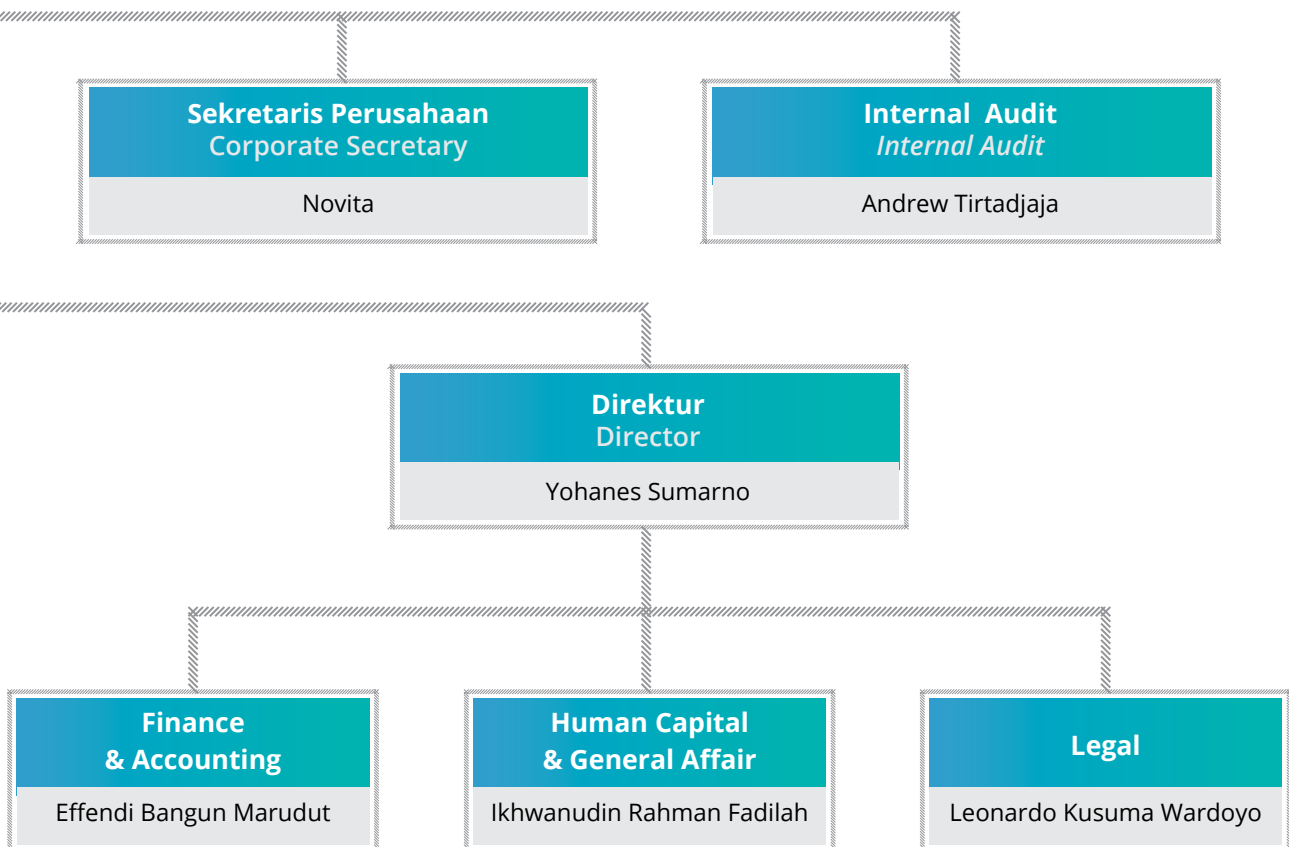 Sekretaris Perusahaan
Corporate Secretary
Novita
Internal Audit
Internal Audit
Andrew Tirtadjaja
Direktur
Director
Yohanes Sumarno
Finance
& Accounting
Effendi Bangun Marudut
Human Capital
& General Affair
Ikhwanudin Rahman Fadilah
Legal
Leonardo Kusuma Wardoyo